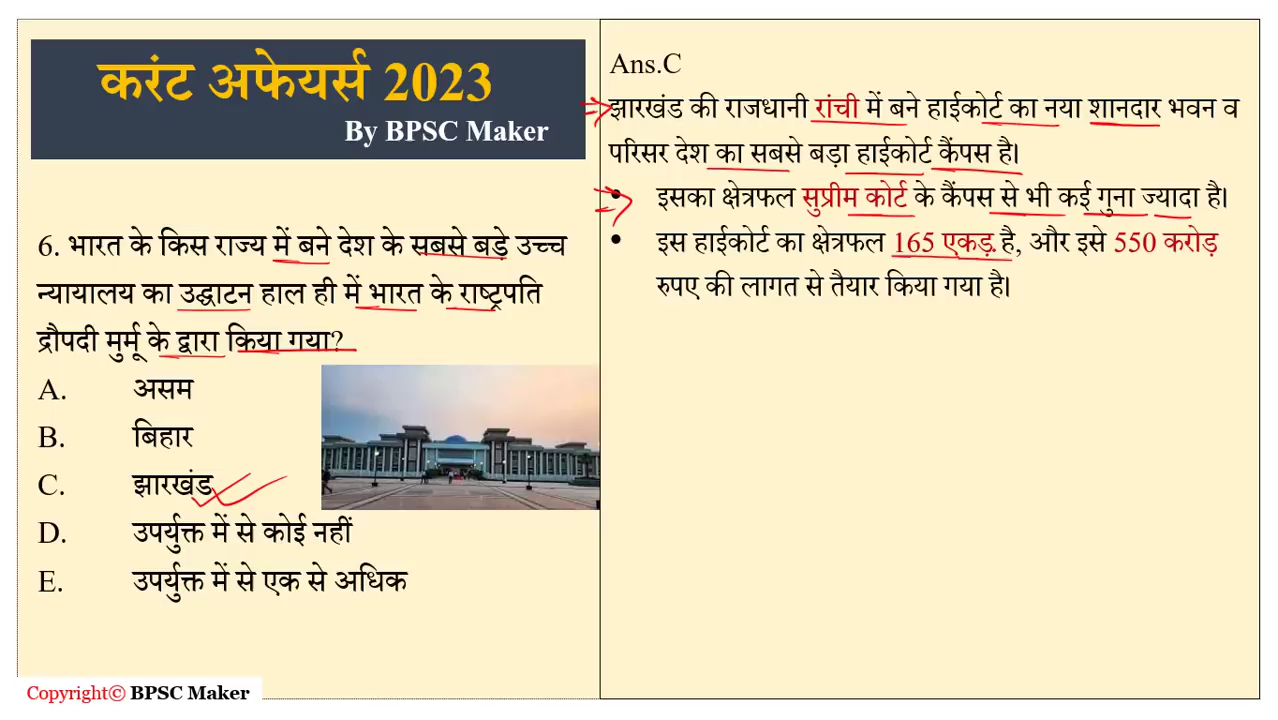 करंट अफेयर्स 2023
By BPSC Maker
6. भारत के किस राज्य में बने देश के सबसे बड़े उच्च
न्यायालय का उद्घाटन हाल ही में भारत के राष्ट्रपति
द्रौपदी मुर्मू के द्वारा किया गया?
A. असम
B. बिहार
C. झारखंड
D. उपर्युक्त में से कोई नहीं
E. उपर्युक्त में से एक से अधिक
Copyright© BPSC Maker
Ans.C
झारखंड की राजधानी रांची में बने हाईकोर्ट का नया शानदार भवन व
परिसर देश का सबसे बड़ा हाईकोर्ट कैंपस है।
• इसका क्षेत्रफल सुप्रीम कोर्ट के कैंपस से भी कई गुना ज्यादा है।
• इस हाईकोर्ट का क्षेत्रफल 165 एकड़ है, और इसे 550 करोड़
रुपए की लागत से तैयार किया गया है।